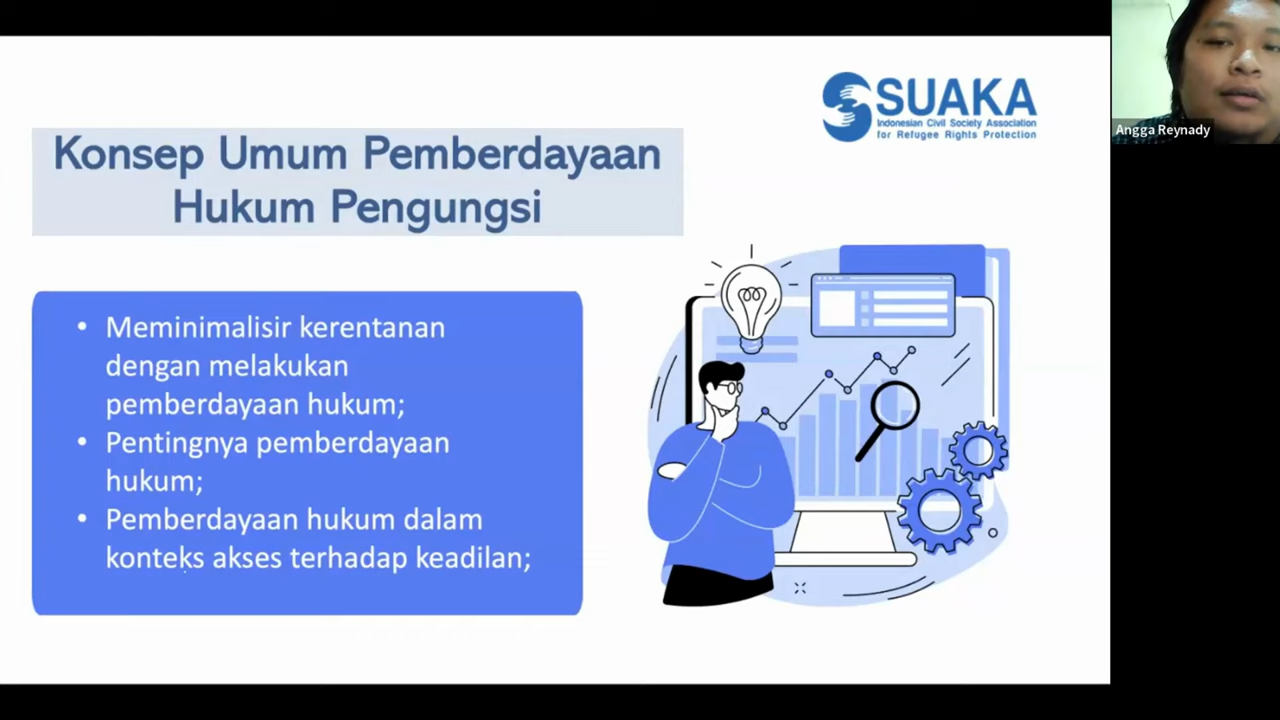 SUAKA
Indonesian Civil Society Association
for Refugee Rights Protection
Angga Reynady
Konsep Umum Pemberdayaan
Hukum Pengungsi
• Meminimalisir kerentanan
dengan melakukan
pemberdayaan hukum;
• Pentingnya pemberdayaan
hukum;
• Pemberdayaan hukum dalam
konteks akses terhadap keadilan;